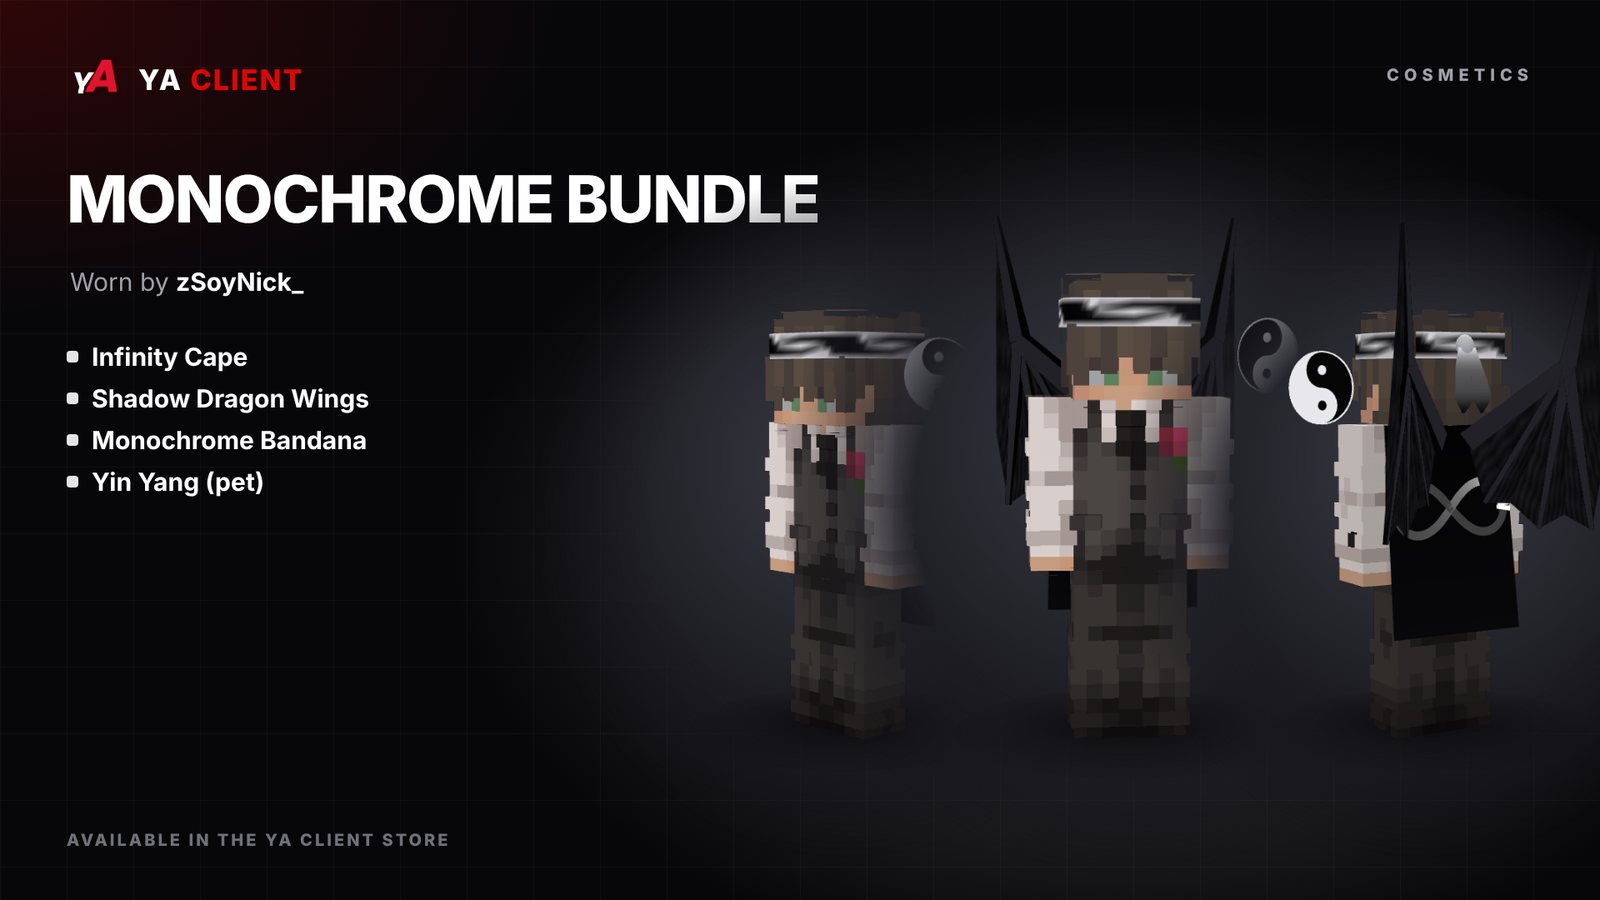 YA YA CLIENT
COSMETICS
MONOCHROME BUNDLE
Worn by zSoyNick_
Infinity Cape
Shadow Dragon Wings
Monochrome Bandana
Yin Yang (pet)
AVAILABLE IN THE YA CLIENT STORE